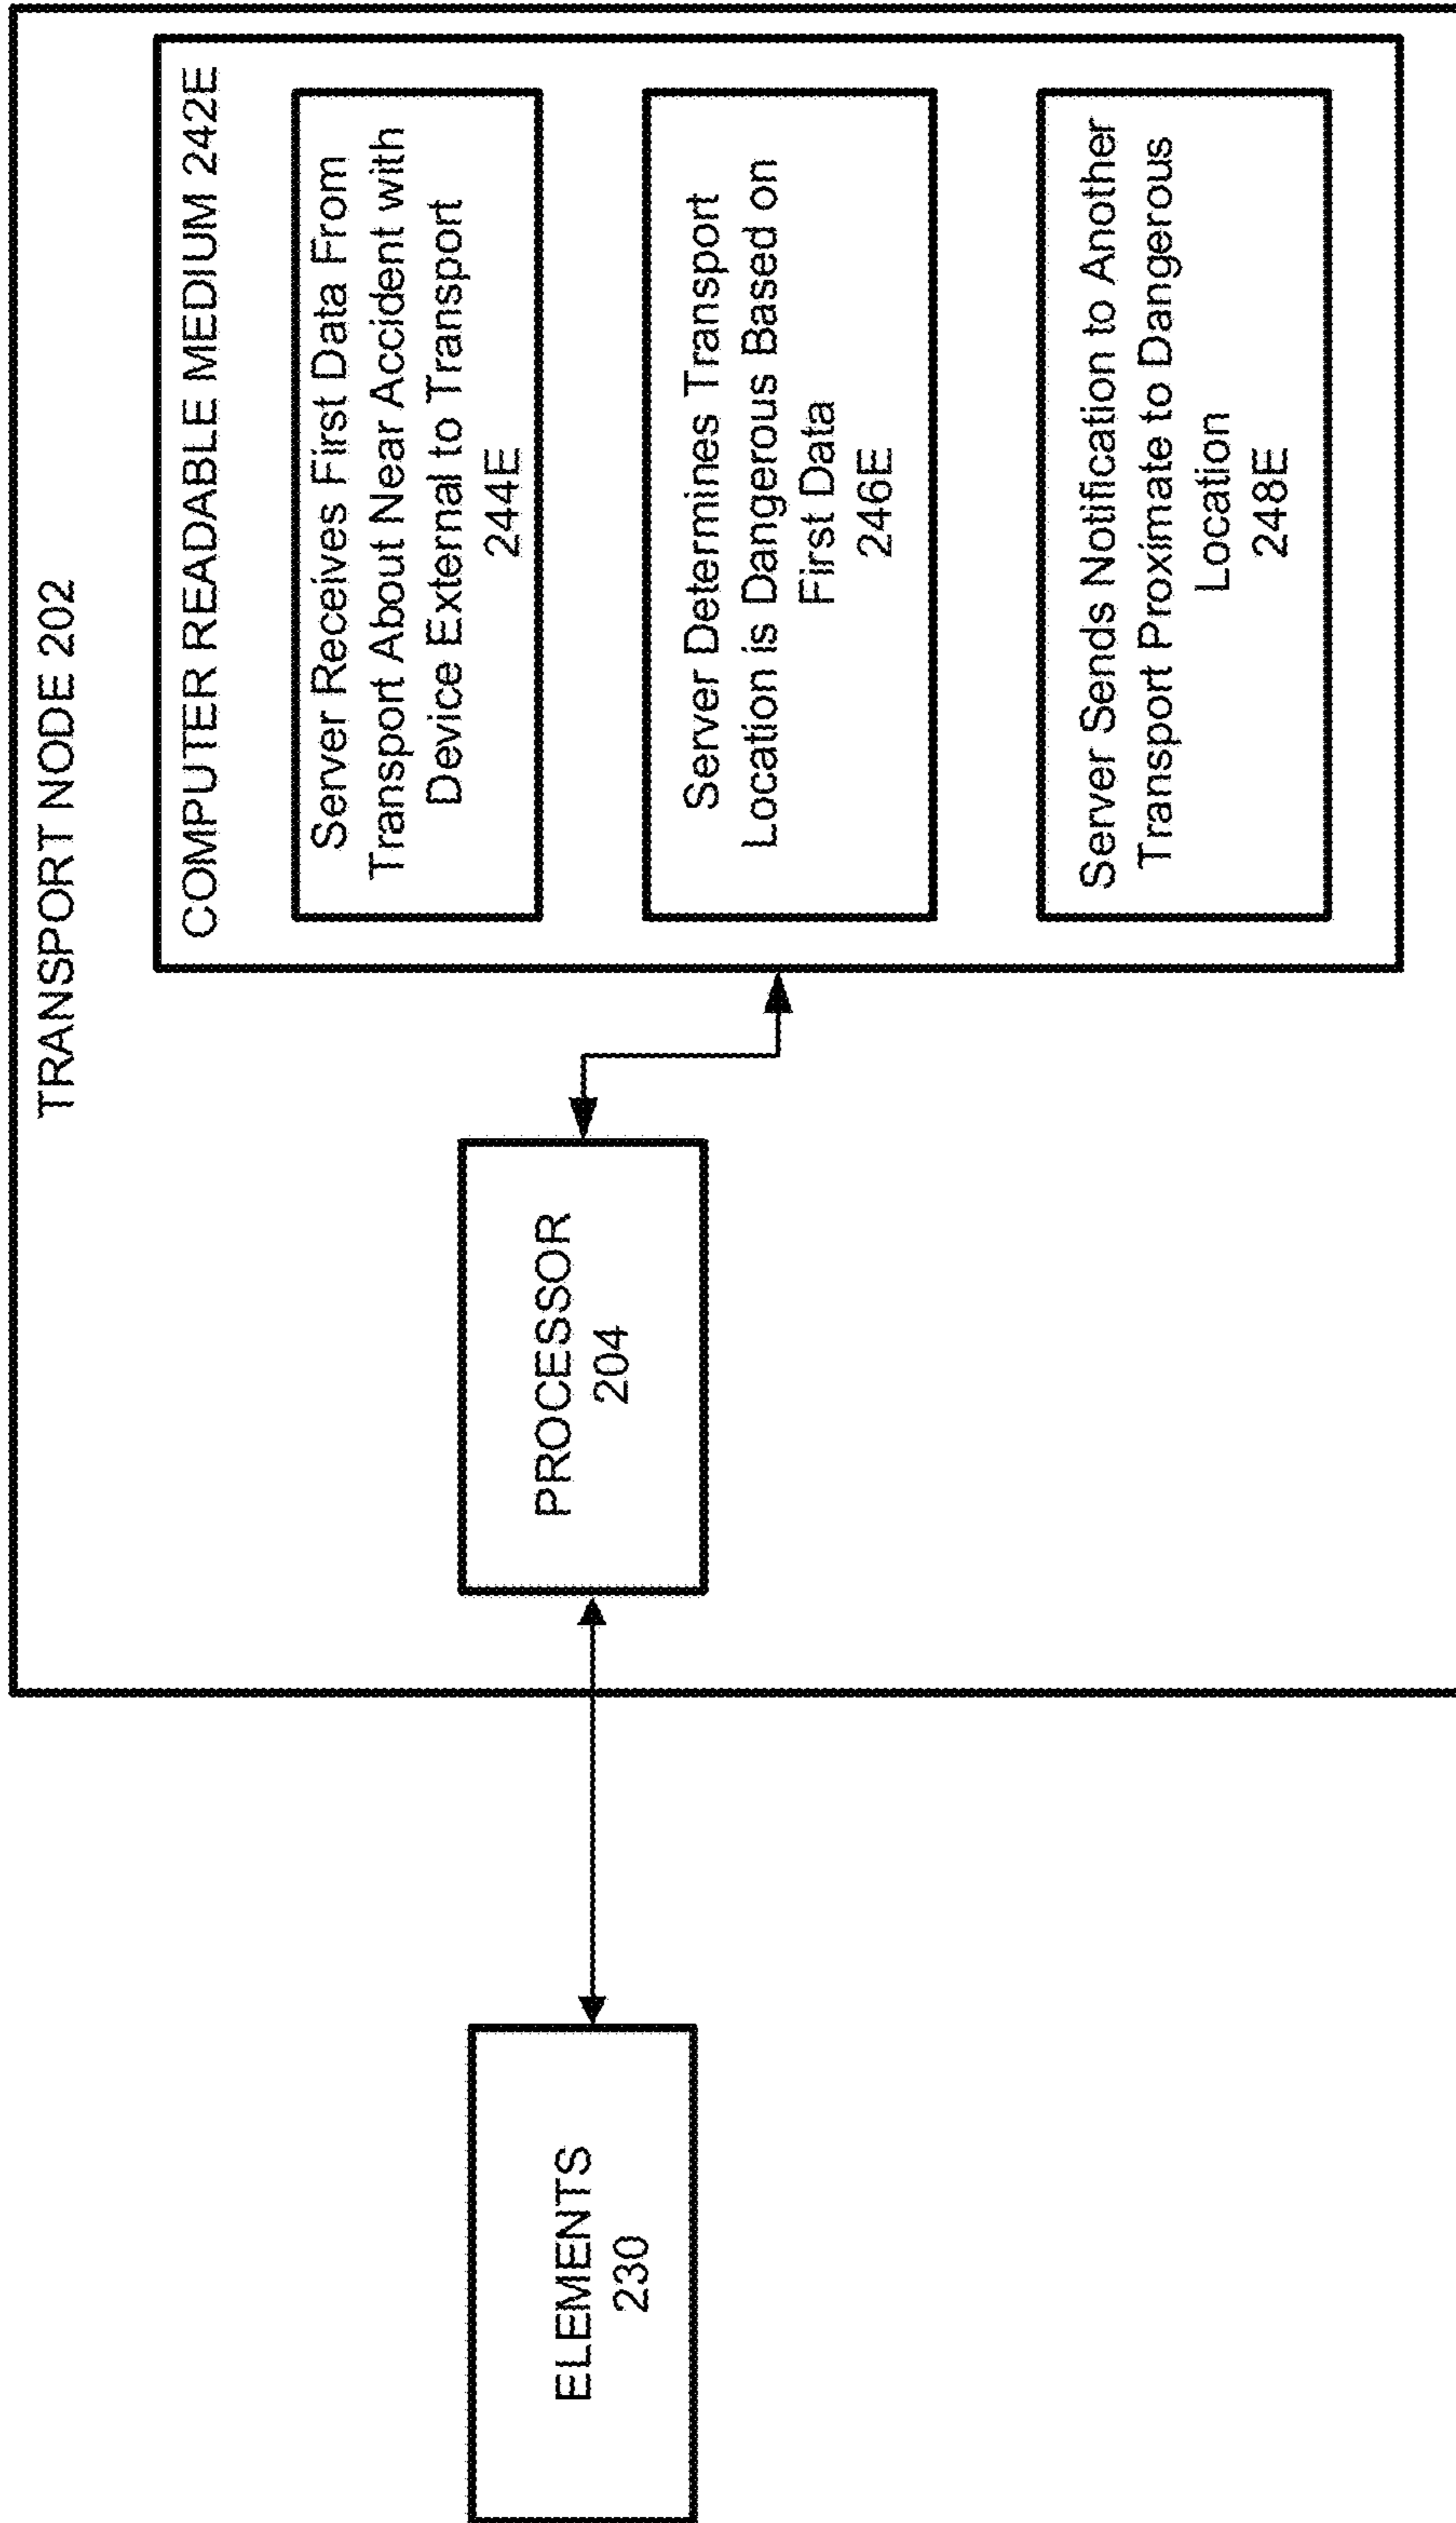 TRANSPORT NODE 202
COMPUTER READABLE MEDIUM 242E
Server Receives First Data From
Transport About Near Accident with
Device External to Transport
244E
Server Determines Transport
Location is Dangerous Based on
First Data
246E
Server Sends Notification to Another
Transport Proximate to Dangerous
Location
248E
PROCESSOR
204
ELEMENTS
230